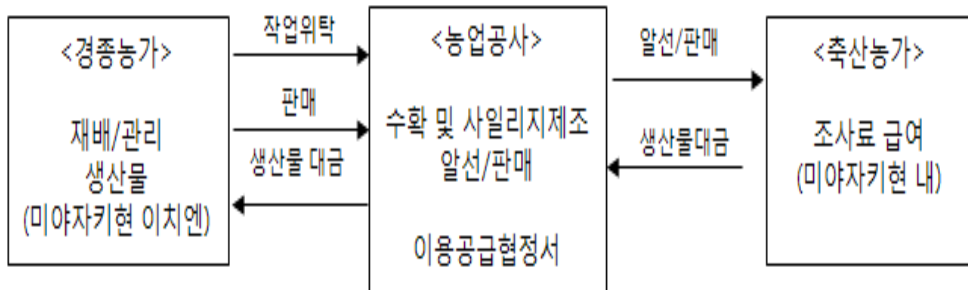 <경종농가>
재배/관리
생산물
(미야자키현 이치엔)
작업위탁
판매
생산물 대금
<농업공사>
수확 및 사일리지제조
알선/판매
이용공급협정서
알선/판매
생산물대금
<축산농가>
조사료 급여
(미야자키현 내)